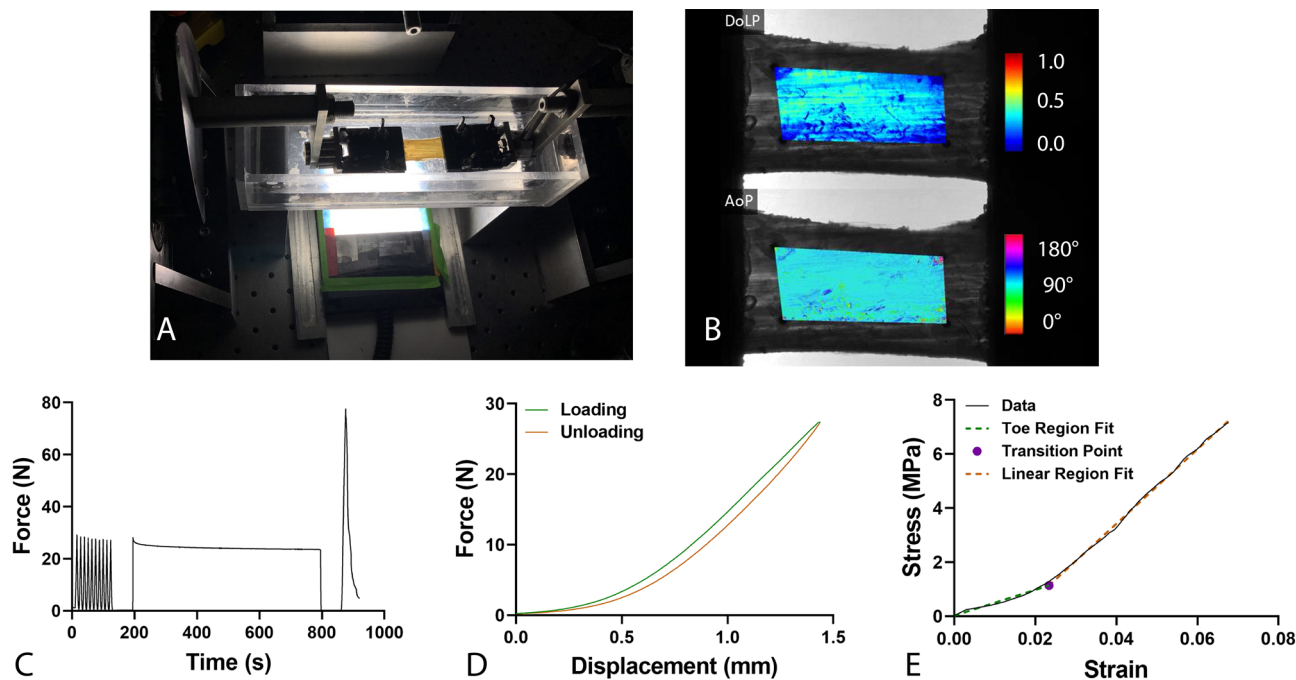 A
DoLP
1.0
0.5
0.0
AoP
180°
90°
0°
B
80
60
40
20
0
Force (N)
0
200
400
600
800
1000
Time (s)
C
30
20
10
0
Force (N)
Loading
Unloading
0.0
0.5
1.0
1.5
Displacement (mm)
D
8
6
4
2
0
Stress (MPa)
Data
Toe Region Fit
Transition Point
Linear Region Fit
0.00
0.02
0.04
0.06
0.08
Strain
E